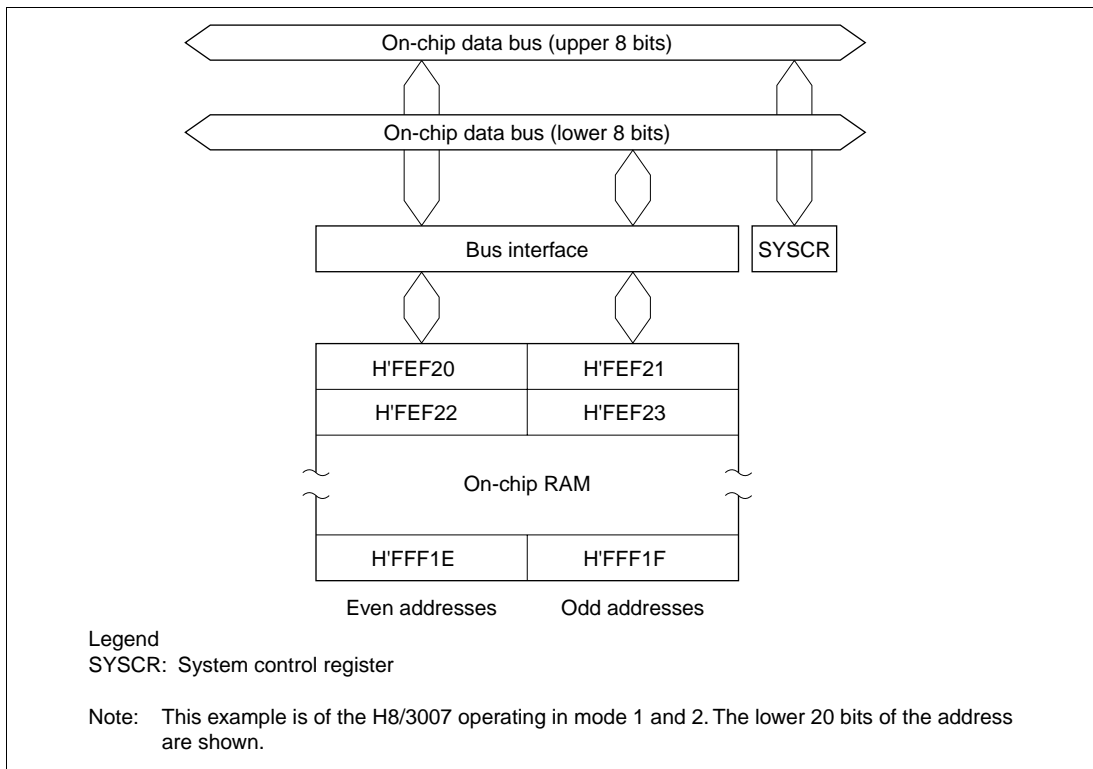 On-chip data bus (upper 8 bits)
On-chip data bus (lower 8 bits)
Bus interface
SYSCR
H'FEF20
H'FEF21
H'FEF22
H'FEF23
On-chip RAM
H'FFF1E
H'FFF1F
Even addresses
Odd addresses
Legend
SYSCR: System control register
Note: This example is of the H8/3007 operating in mode 1 and 2. The lower 20 bits of the address
are shown.